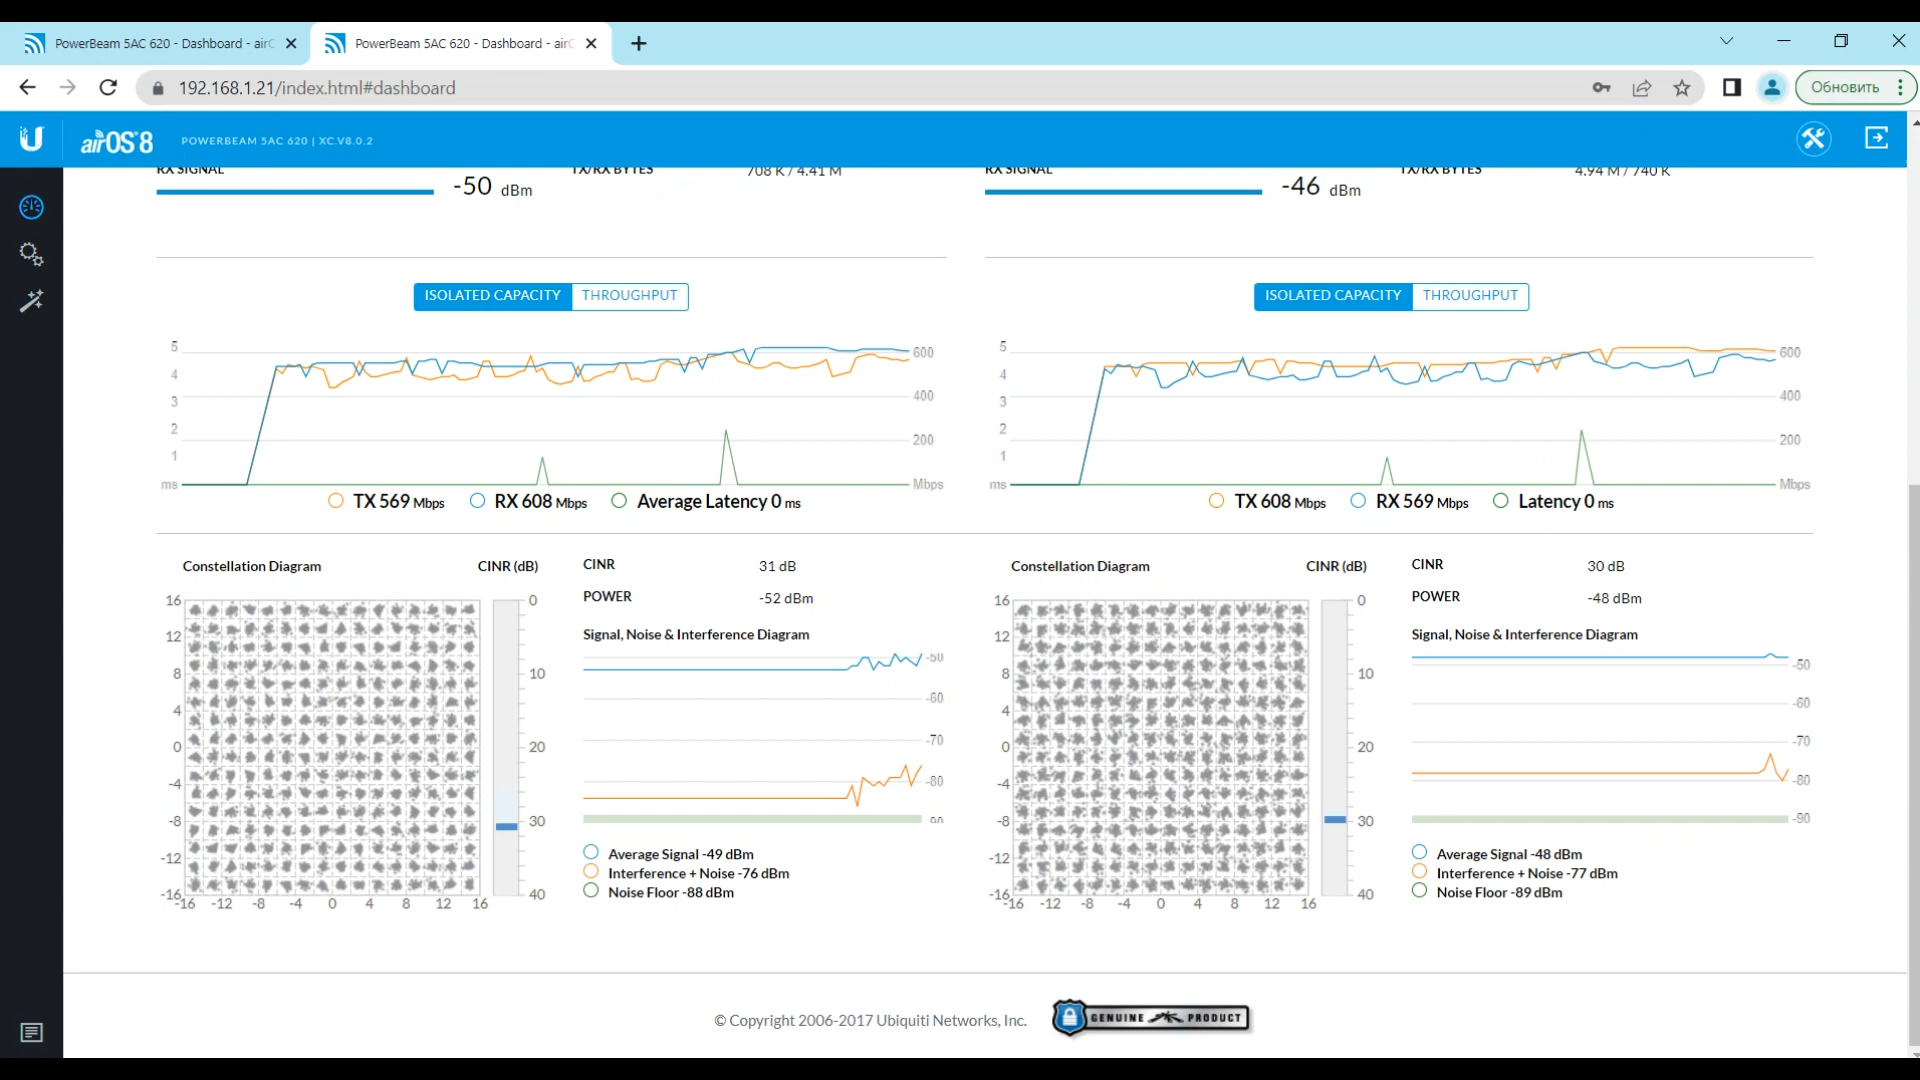 PowerBeam 5AC 620 - Dashboard - airC
PowerBeam 5AC 620 - Dashboard - airC
192.168.1.21/index.html#dashboard
Обновить
airOS 8
POWERBEAM 5AC 620 | XC.V8.0.2
RX SIGNAL
-50 dBm
TX/RX BYTES
708 K / 4.41 M
RX SIGNAL
-46 dBm
TX/RX BYTES
4.94 M / 740 K
ISOLATED CAPACITY THROUGHPUT
5
4
3
2
1
ms
600
400
200
Mbps
TX 569 Mbps RX 608 Mbps Average Latency 0 ms
ISOLATED CAPACITY THROUGHPUT
5
4
3
2
1
ms
600
400
200
Mbps
TX 608 Mbps RX 569 Mbps Latency 0 ms
Constellation Diagram
CINR (dB)
16
12
8
4
0
-4
-8
-12
-16
-16 -12 -8 -4 0 4 8 12 16
0
10
20
30
40
CINR 31 dB
POWER -52 dBm
Signal, Noise & Interference Diagram
-50
-60
-70
-80
-90
Average Signal -49 dBm
Interference + Noise -76 dBm
Noise Floor -88 dBm
Constellation Diagram
CINR (dB)
16
12
8
4
0
-4
-8
-12
-16
-16 -12 -8 -4 0 4 8 12 16
0
10
20
30
40
CINR 30 dB
POWER -48 dBm
Signal, Noise & Interference Diagram
-50
-60
-70
-80
-90
Average Signal -48 dBm
Interference + Noise -77 dBm
Noise Floor -89 dBm
© Copyright 2006-2017 Ubiquiti Networks, Inc.
GENUINE PRODUCT